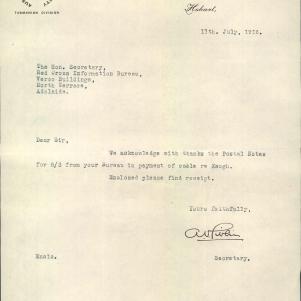 TASMANIAN DIVISION
Hobart,
13th. July, 1916.
The Hon. Secretary,
Red Cross Information Bureau,
Verco Buildings,
North Terrace,
Adelaide.
Dear Sir,
We acknowledge with thanks the Postal Notes
for 8/3 from your Bureau in payment of cable re Keogh.
Enclosed please find receipt.
Yours faithfully,
Encls.
Secretary.